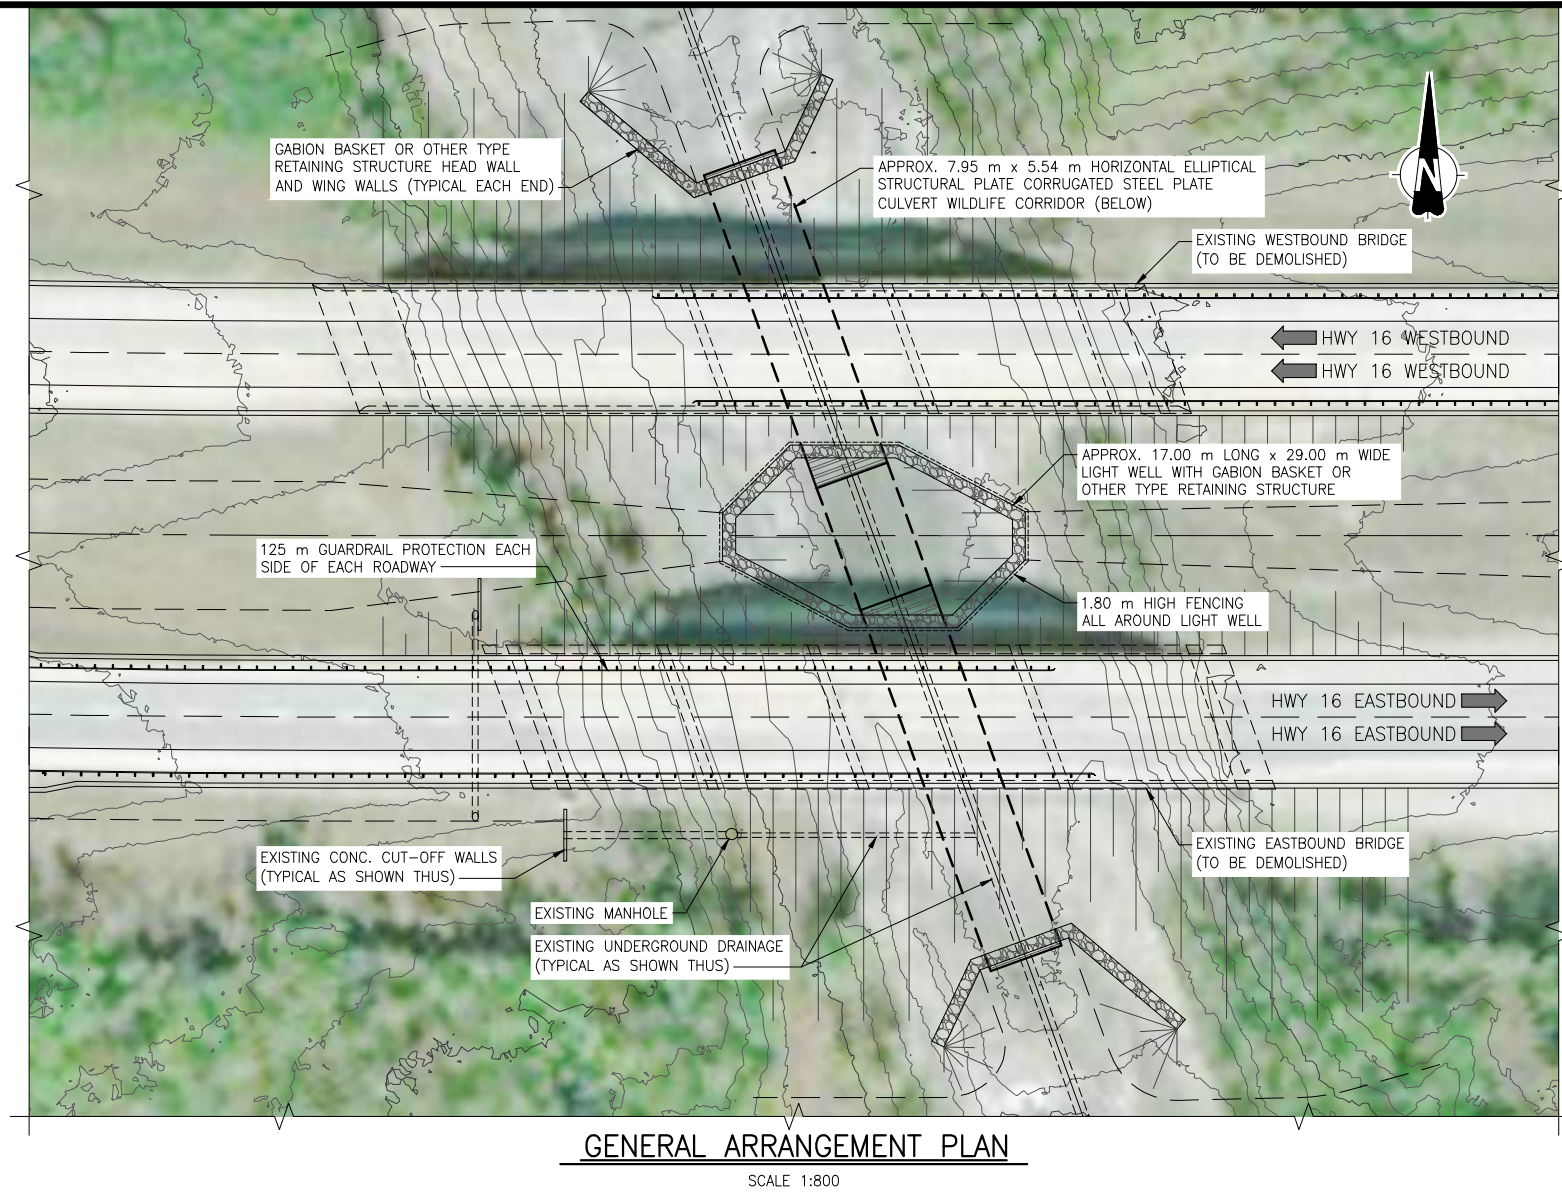 GABION BASKET OR OTHER TYPE
RETAINING STRUCTURE HEAD WALL
AND WING WALLS (TYPICAL EACH END)
APPROX. 7.95 m x 5.54 m HORIZONTAL ELLIPTICAL
STRUCTURAL PLATE CORRUGATED STEEL PLATE
CULVERT WILDLIFE CORRIDOR (BELOW)
N
EXISTING WESTBOUND BRIDGE
(TO BE DEMOLISHED)
HWY 16 WESTBOUND
HWY 16 WESTBOUND
APPROX. 17.00 m LONG x 29.00 m WIDE
LIGHT WELL WITH GABION BASKET OR
OTHER TYPE RETAINING STRUCTURE
125 m GUARDRAIL PROTECTION EACH
SIDE OF EACH ROADWAY
1.80 m HIGH FENCING
ALL AROUND LIGHT WELL
HWY 16 EASTBOUND
HWY 16 EASTBOUND
EXISTING CONC. CUT-OFF WALLS
(TYPICAL AS SHOWN THUS)
EXISTING EASTBOUND BRIDGE
(TO BE DEMOLISHED)
EXISTING MANHOLE
EXISTING UNDERGROUND DRAINAGE
(TYPICAL AS SHOWN THUS)
GENERAL ARRANGEMENT PLAN
SCALE 1:800